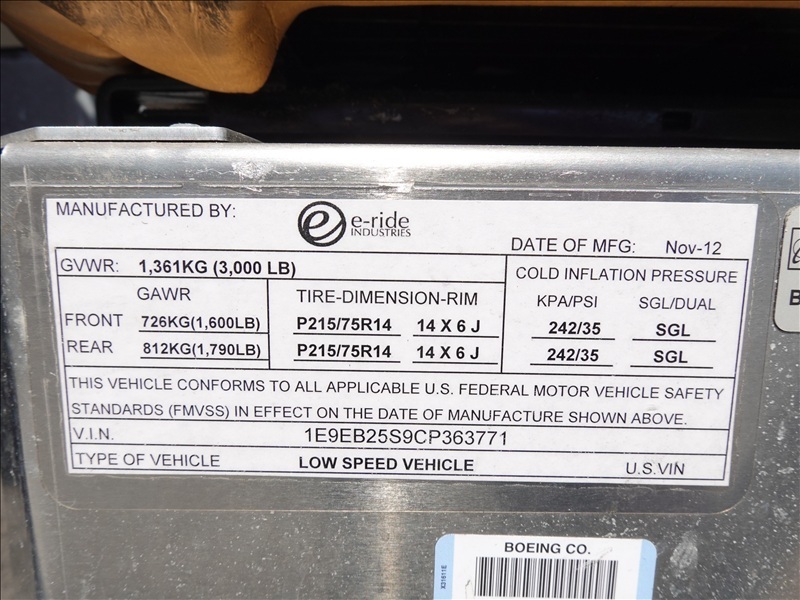 MANUFACTURED BY: e-ride INDUSTRIES
DATE OF MFG: Nov-12
GVWR: 1,361KG (3,000 LB)
COLD INFLATION PRESSURE
GAWR TIRE-DIMENSION-RIM KPA/PSI SGL/DUAL
FRONT 726KG(1,600LB) P215/75R14 14 X 6 J 242/35 SGL
REAR 812KG(1,790LB) P215/75R14 14 X 6 J 242/35 SGL
THIS VEHICLE CONFORMS TO ALL APPLICABLE U.S. FEDERAL MOTOR VEHICLE SAFETY
STANDARDS (FMVSS) IN EFFECT ON THE DATE OF MANUFACTURE SHOWN ABOVE.
V.I.N. 1E9EB25S9CP363771
TYPE OF VEHICLE LOW SPEED VEHICLE U.S.VIN
BOEING CO.